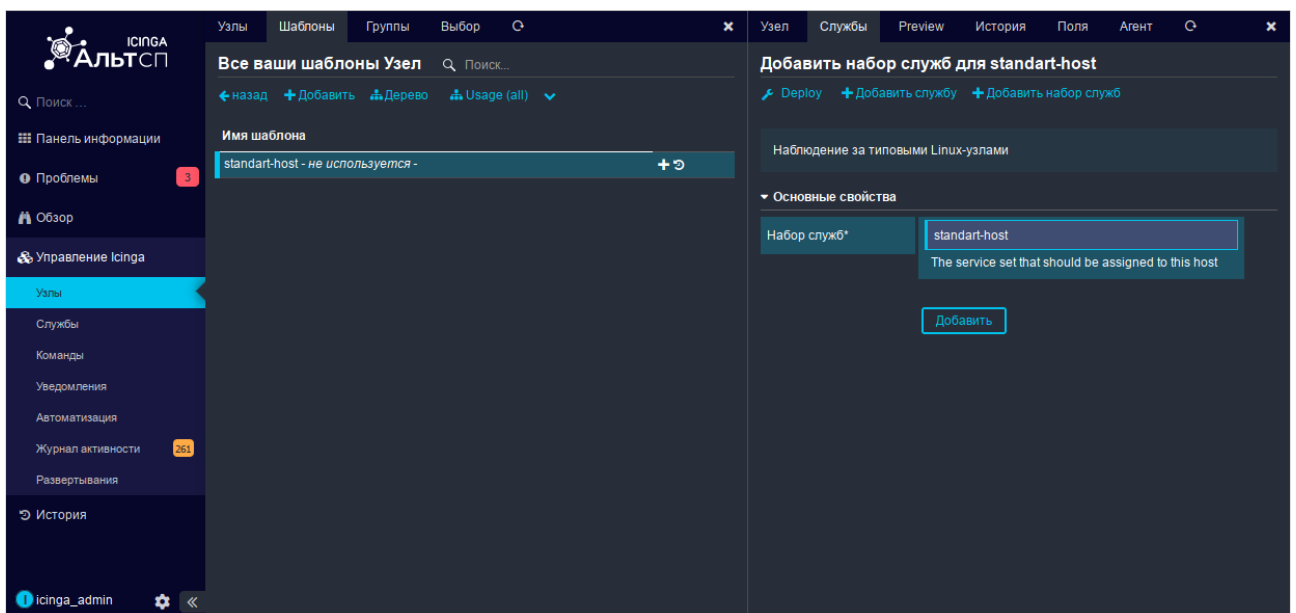 ICINGA
АЛЬТСП
Поиск ...
Панель информации
Проблемы 3
Обзор
Управление Icinga
Узлы
Службы
Команды
Уведомления
Автоматизация
Журнал активности 261
Развертывания
История
icinga_admin
Узлы Шаблоны Группы Выбор
Все ваши шаблоны Узел Поиск...
назад Добавить Дерево Usage (all)
Имя шаблона
standart-host - не используется -
Узел Службы Preview История Поля Агент
Добавить набор служб для standart-host
Deploy Добавить службу Добавить набор служб
Наблюдение за типовыми Linux-узлами
Основные свойства
Набор служб* standart-host
The service set that should be assigned to this host
Добавить